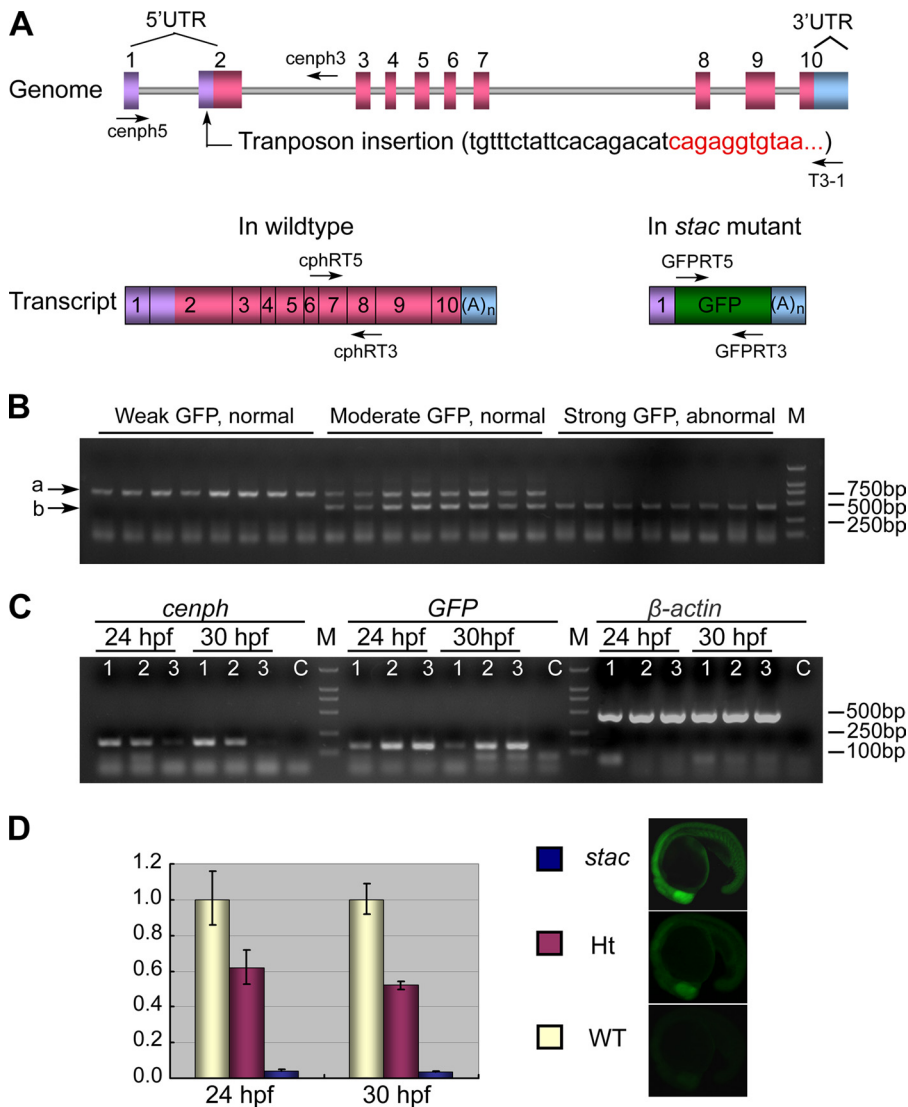 A
5'UTR
3'UTR
1 2 cenph3 3 4 5 6 7 8 9 10
Genome
cenph5
Tranposon insertion (tgtttctattcacagacatcagaggtgtaa...)
T3-1
In wildtype
In stac mutant
cphRT5
GFPRT5
Transcript
1 2 3 4 5 6 7 8 9 10 (A)n
1 GFP (A)n
cphRT3
GFPRT3
B
Weak GFP, normal Moderate GFP, normal Strong GFP, abnormal M
a
b
750bp
500bp
250bp
C
cenph GFP β-actin
24 hpf 30 hpf M 24 hpf 30hpf M 24 hpf 30 hpf
1 2 3 1 2 3 C 1 2 3 1 2 3 C 1 2 3 1 2 3 C
500bp
250bp
100bp
D
1.2
1.0
0.8
0.6
0.4
0.2
0.0
24 hpf 30 hpf
stac
Ht
WT